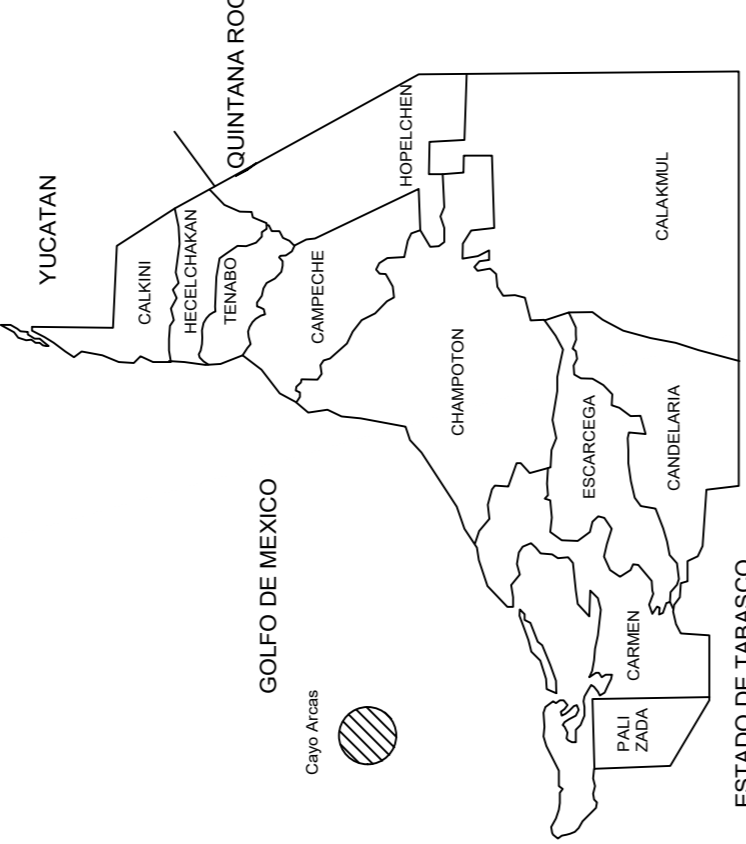 YUCATAN
QUINTANA ROO
CALKINI
HECELCHAKAN
TENABO
HOPELCHEN
CAMPECHE
CALAKMUL
CHAMPOTON
GOLFO DE MEXICO
ESCARCEGA
CANDELARIA
Cayo Arcas
CARMEN
PALI
ZADA
ESTADO DE TABASCO